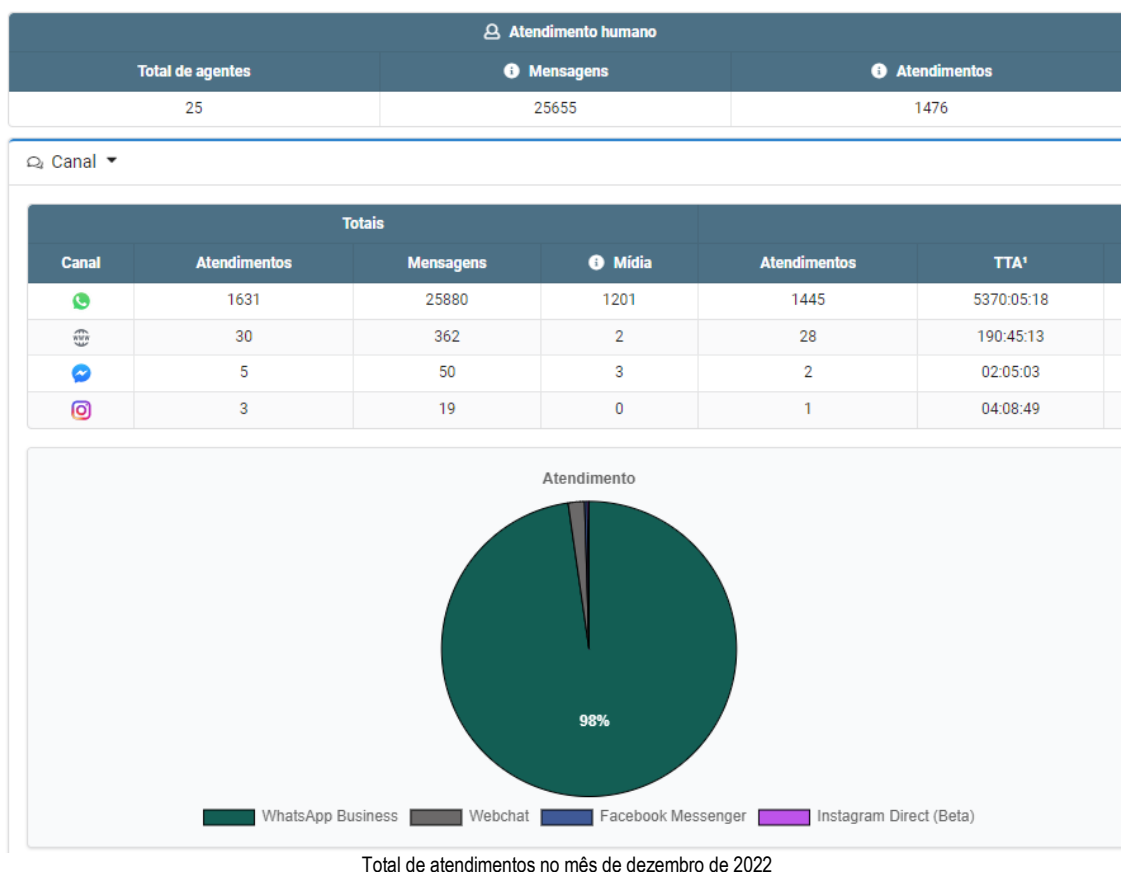 Atendimento humano
Total de agentes Mensagens Atendimentos
25 25655 1476
Canal
Totais
Canal Atendimentos Mensagens Mídia Atendimentos TTA¹
1631 25880 1201 1445 5370:05:18
www 30 362 2 28 190:45:13
5 50 3 2 02:05:03
3 19 0 1 04:08:49
Atendimento
98%
WhatsApp Business Webchat Facebook Messenger Instagram Direct (Beta)
Total de atendimentos no mês de dezembro de 2022